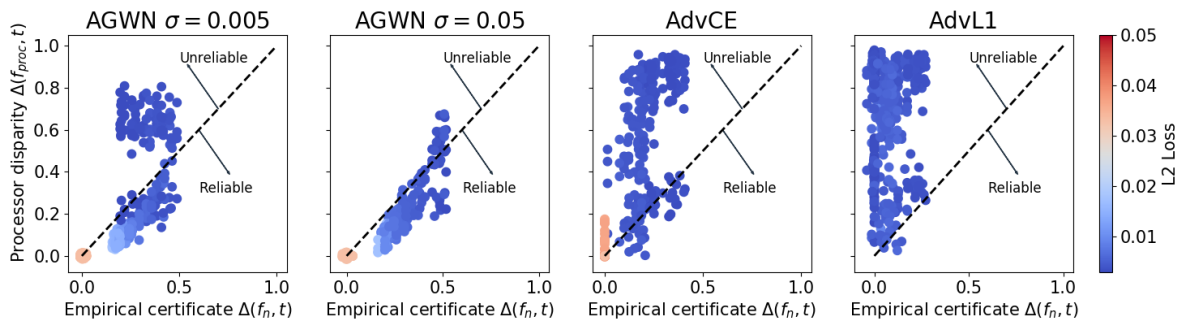 AGWN σ = 0.005
AGWN σ = 0.05
AdvCE
AdvL1
Processor disparity Δ(f_proc, t)
1.0
0.8
0.6
0.4
0.2
0.0
Unreliable
Reliable
Unreliable
Reliable
Unreliable
Reliable
Unreliable
Reliable
0.0 0.5 1.0
0.0 0.5 1.0
0.0 0.5 1.0
0.0 0.5 1.0
Empirical certificate Δ(f_n, t)
Empirical certificate Δ(f_n, t)
Empirical certificate Δ(f_n, t)
Empirical certificate Δ(f_n, t)
0.05
0.04
0.03
0.02
0.01
L2 Loss